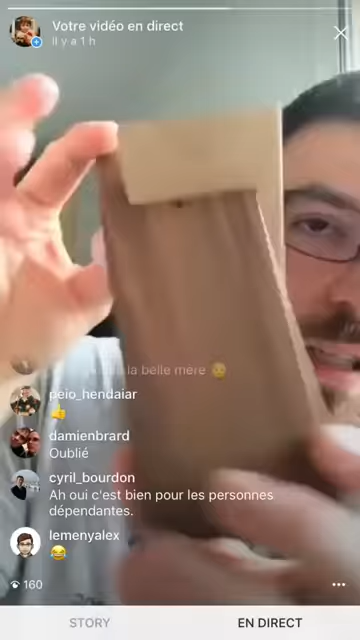 Votre vidéo en direct
il y a 1 h
la belle mère 😢
peio_hendaiar
👍
damienbrard
Oublié
cyril_bourdon
Ah oui c'est bien pour les personnes
dépendantes.
lemenyalex
😂
160
STORY
EN DIRECT